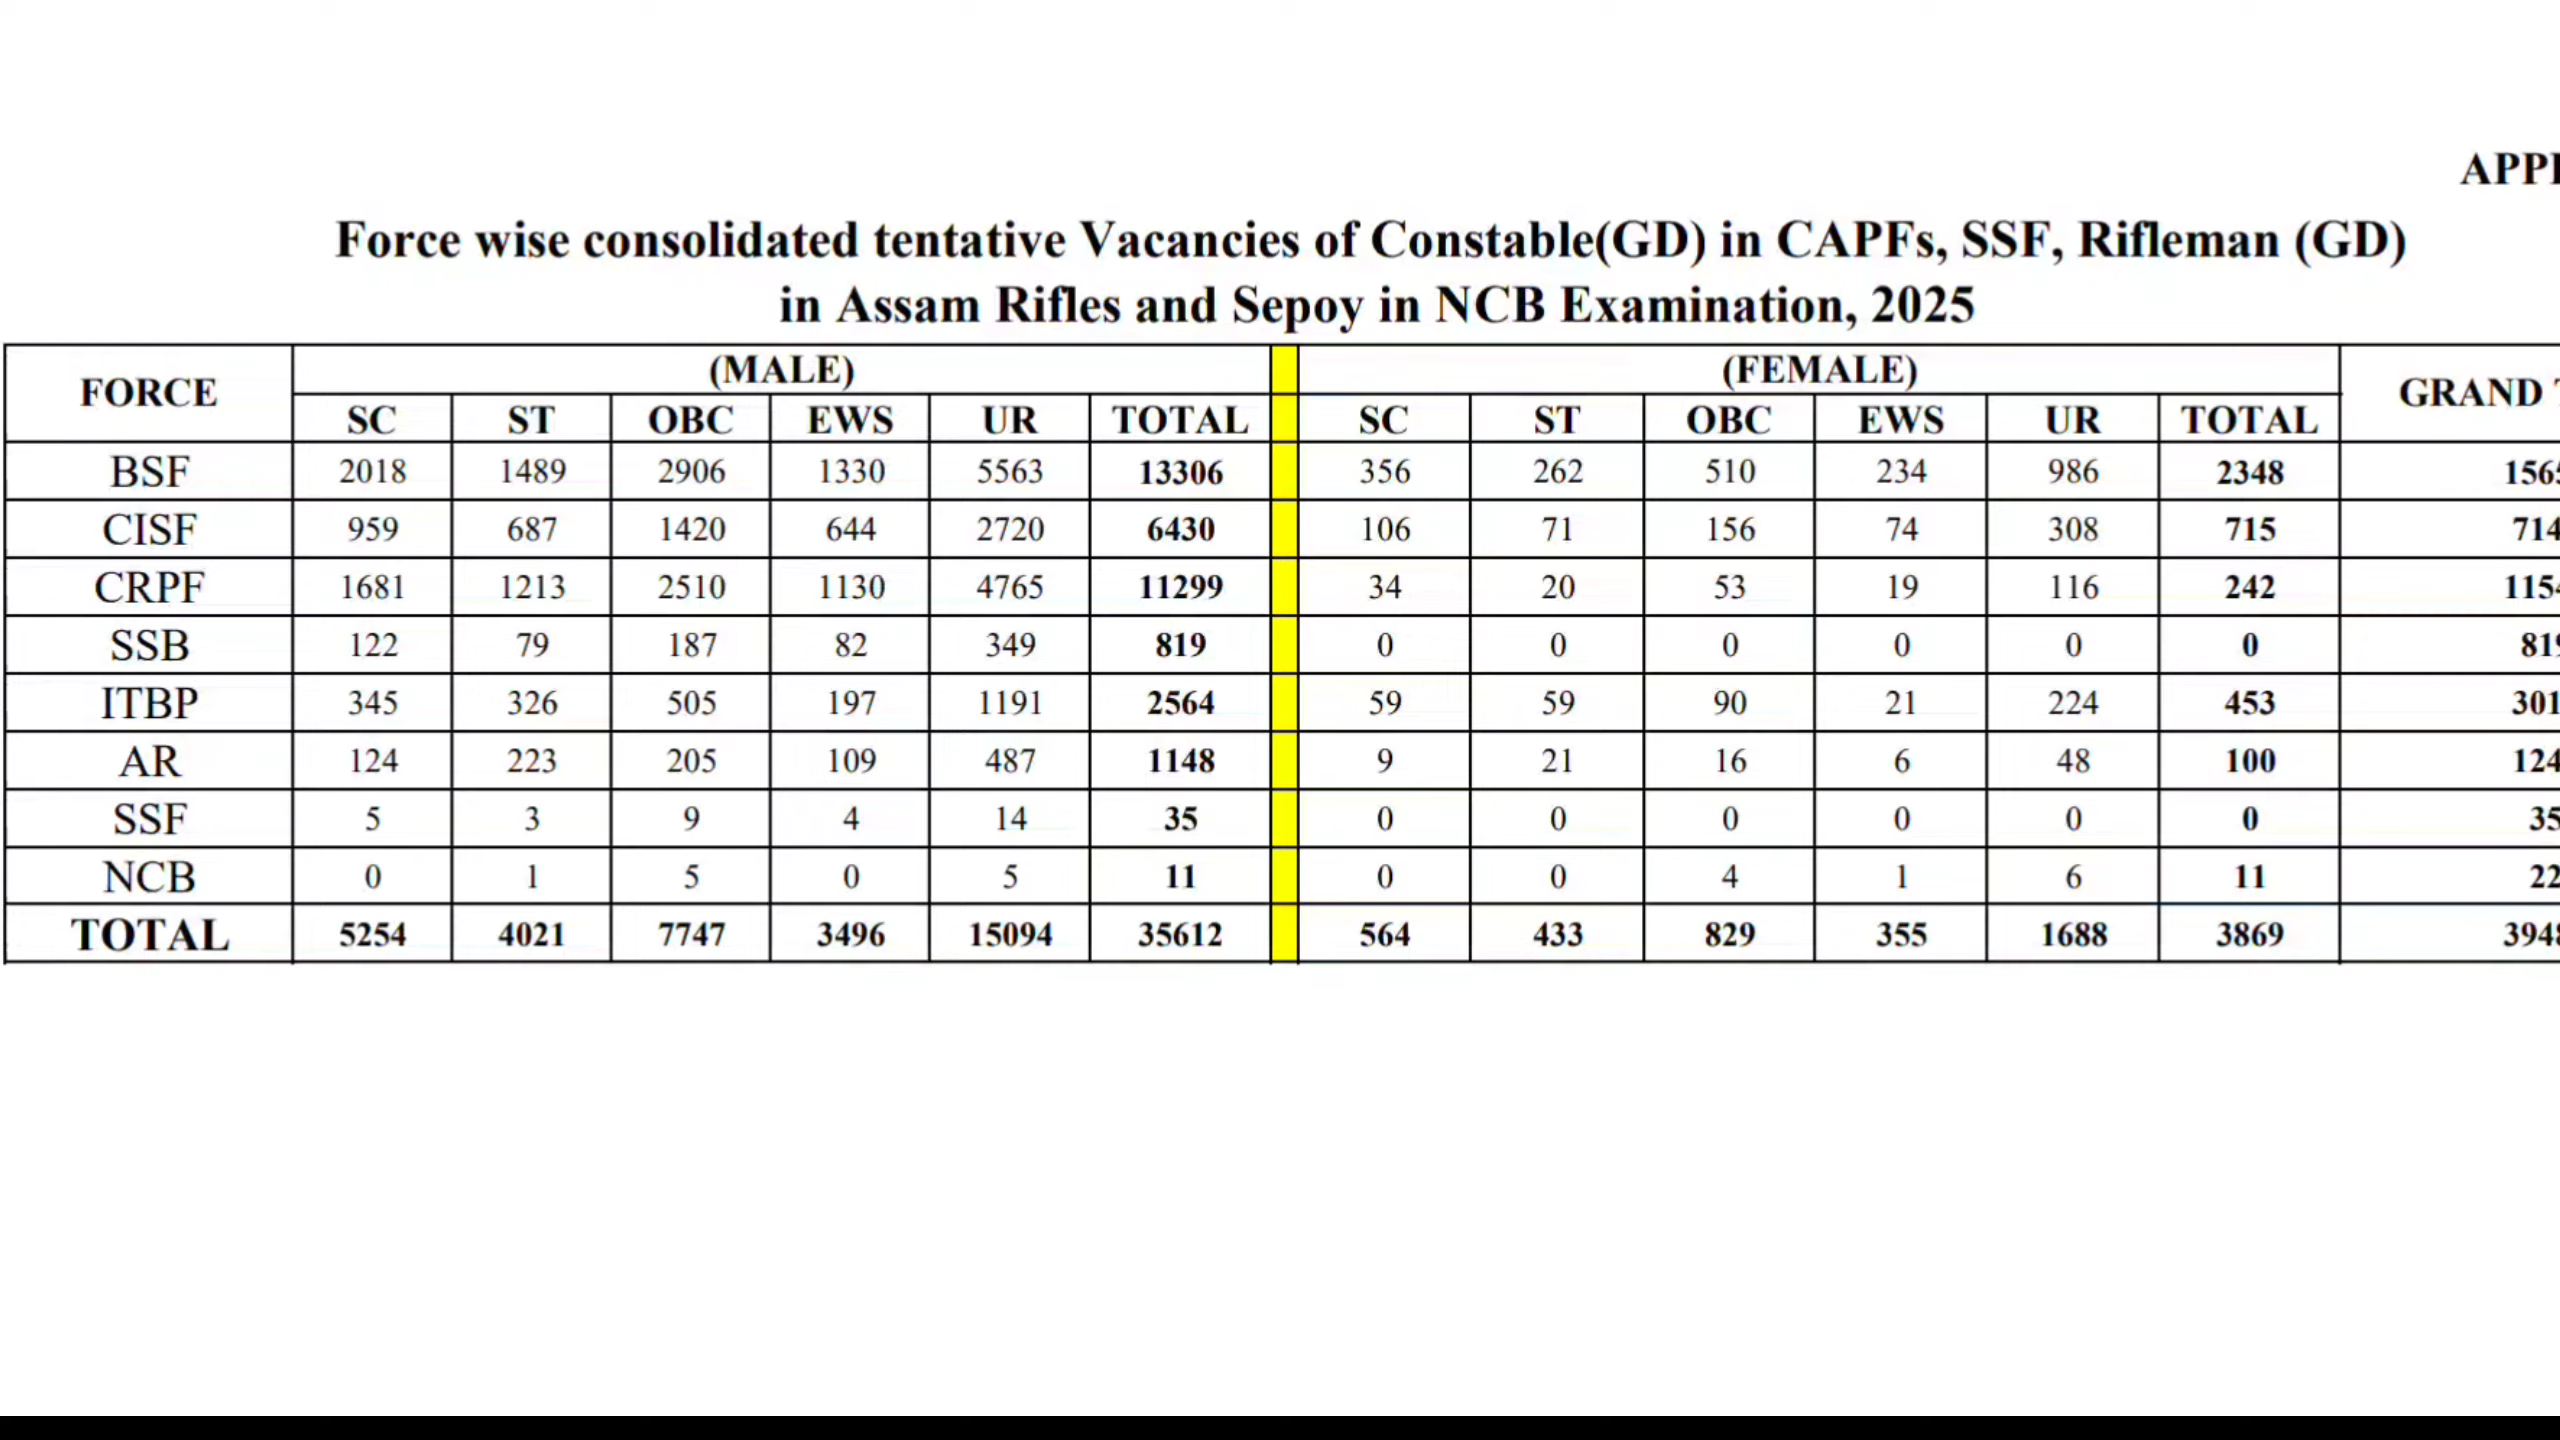 Force wise consolidated tentative Vacancies of Constable(GD) in CAPFs, SSF, Rifleman (GD)
in Assam Rifles and Sepoy in NCB Examination, 2025
FORCE (MALE) (FEMALE) GRAND
SC ST OBC EWS UR TOTAL SC ST OBC EWS UR TOTAL
BSF 2018 1489 2906 1330 5563 13306 356 262 510 234 986 2348
CISF 959 687 1420 644 2720 6430 106 71 156 74 308 715
CRPF 1681 1213 2510 1130 4765 11299 34 20 53 19 116 242
SSB 122 79 187 82 349 819 0 0 0 0 0 0
ITBP 345 326 505 197 1191 2564 59 59 90 21 224 453
AR 124 223 205 109 487 1148 9 21 16 6 48 100
SSF 5 3 9 4 14 35 0 0 0 0 0 0 35
NCB 0 1 5 0 5 11 0 0 4 1 6 11 22
TOTAL 5254 4021 7747 3496 15094 35612 564 433 829 355 1688 3869